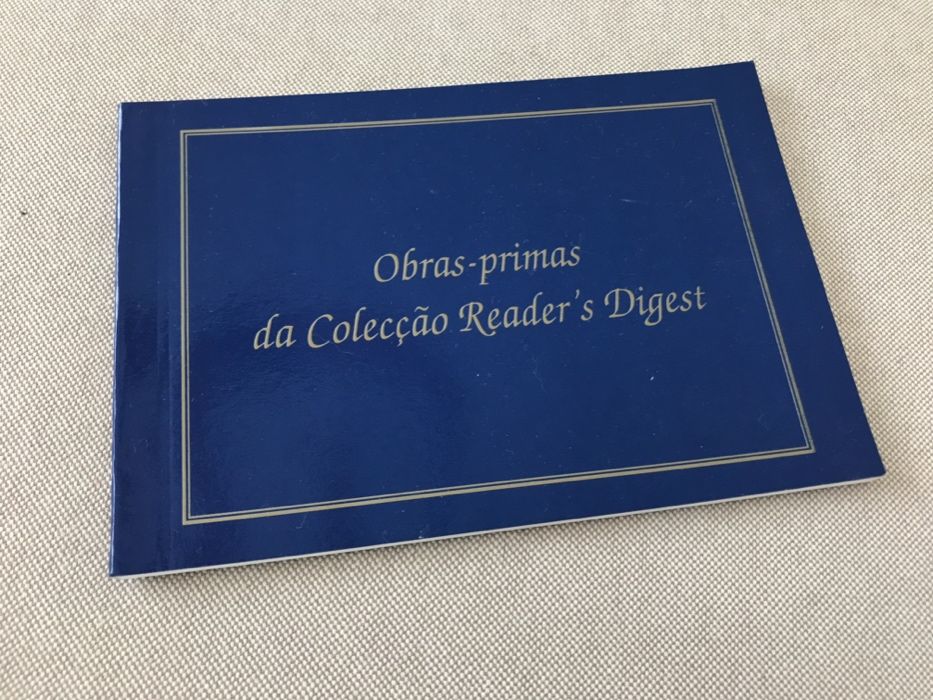 Obras-primas
da Colecção Reader's Digest